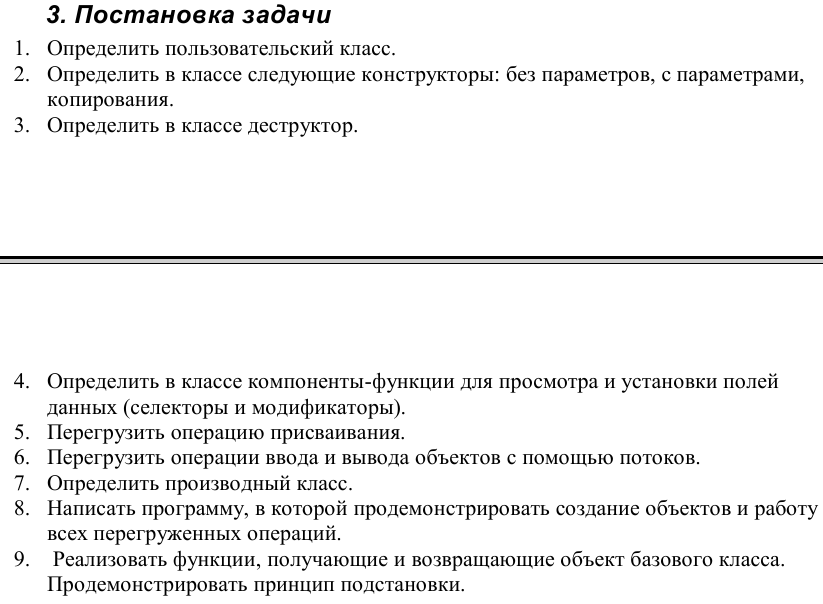 3. Постановка задачи
1. Определить пользовательский класс.
2. Определить в классе следующие конструкторы: без параметров, с параметрами,
копирования.
3. Определить в классе деструктор.
4. Определить в классе компоненты-функции для просмотра и установки полей
данных (селекторы и модификаторы).
5. Перегрузить операцию присваивания.
6. Перегрузить операции ввода и вывода объектов с помощью потоков.
7. Определить производный класс.
8. Написать программу, в которой продемонстрировать создание объектов и работу
всех перегруженных операций.
9. Реализовать функции, получающие и возвращающие объект базового класса.
Продемонстрировать принцип подстановки.